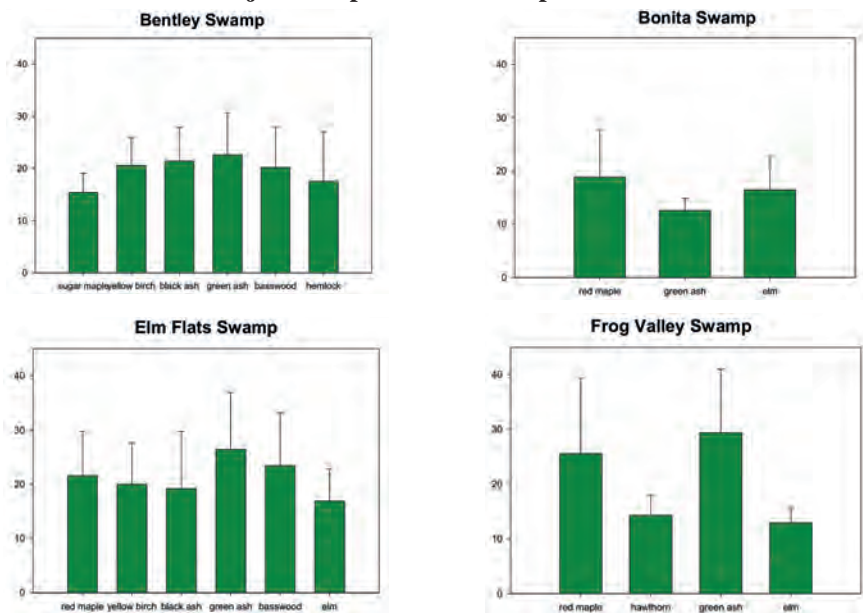 Bentley Swamp
40
30
20
10
0
sugar maple yellow birch black ash green ash basswood hemlock
Bonita Swamp
40
30
20
10
0
red maple green ash elm
Elm Flats Swamp
40
30
20
10
0
red maple yellow birch black ash green ash basswood elm
Frog Valley Swamp
40
30
20
10
0
red maple hawthorn green ash elm